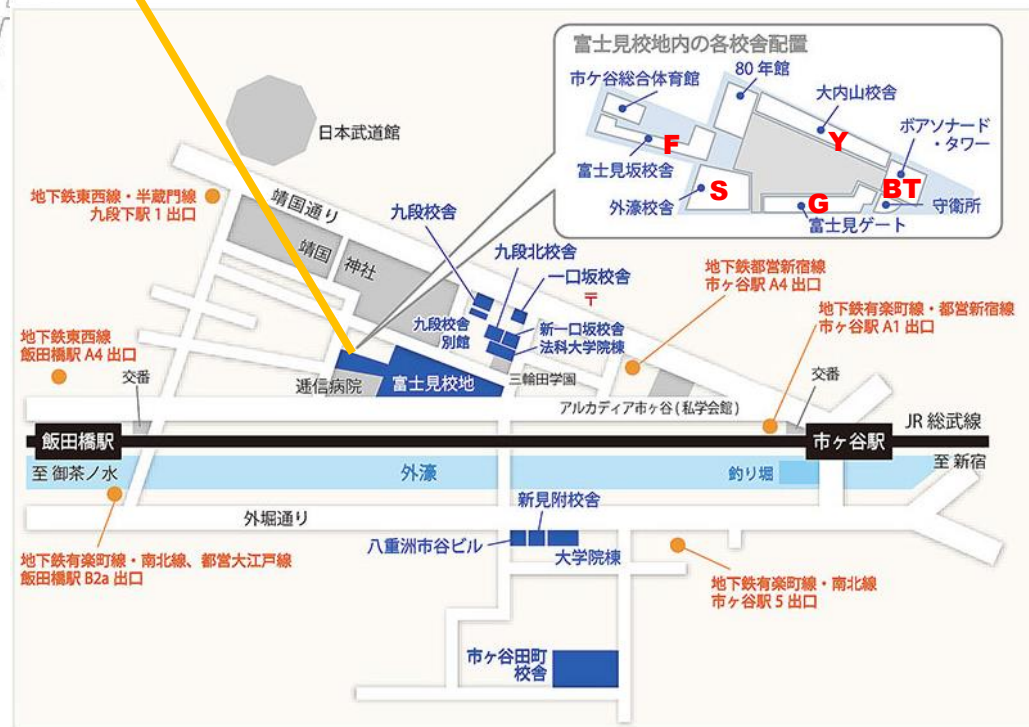 富士見校地内の各校舎配置
市ケ谷総合体育館
80年館
大内山校舎
ボアソナード
・タワー
F
Y
富士見坂校舎
S
BT
外濠校舎
G
守衛所
富士見ゲート
日本武道館
地下鉄東西線・半蔵門線
九段下駅1出口
靖国通り
靖国 神社
九段校舎
九段北校舎
一口坂校舎
〒
九段校舎
別館
新一口坂校舎
法科大学院棟
地下鉄都営新宿線
市ヶ谷駅 A4 出口
地下鉄有楽町線・都営新宿線
市ヶ谷駅 A1 出口
地下鉄東西線
飯田橋駅 A4 出口
交番
逓信病院
富士見校地
三輪田学園
アルカディア市ヶ谷(私学会館)
交番
JR 総武線
飯田橋駅
市ヶ谷駅
至 御茶ノ水
外濠
釣り堀
至 新宿
外堀通り
新見附校舎
八重洲市谷ビル
大学院棟
地下鉄有楽町線・南北線、都営大江戸線
飯田橋駅 B2a 出口
地下鉄有楽町線・南北線
市ヶ谷駅 5 出口
市ヶ谷田町
校舎